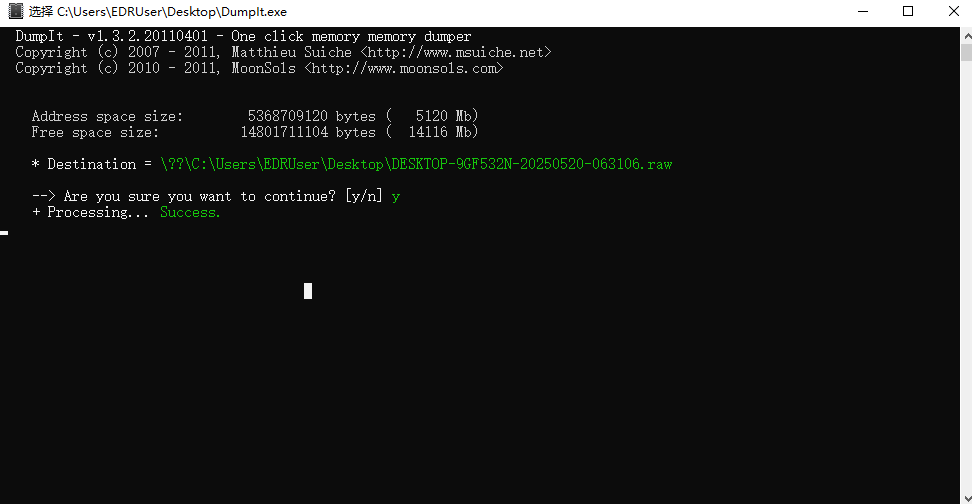 选择 C:\Users\EDRUser\Desktop\DumpIt.exe
DumpIt - v1.3.2.20110401 - One click memory memory dumper
Copyright (c) 2007 - 2011, Matthieu Suiche <http://www.msuiche.net>
Copyright (c) 2010 - 2011, MoonSols <http://www.moonsols.com>
Address space size: 5368709120 bytes ( 5120 Mb)
Free space size: 14801711104 bytes ( 14116 Mb)
* Destination = \??\C:\Users\EDRUser\Desktop\DESKTOP-9GF532N-20250520-063106.raw
--> Are you sure you want to continue? [y/n] y
+ Processing... Success.